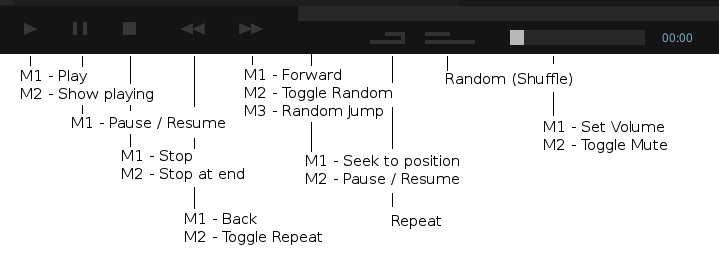 00:00
M1 - Play
M2 - Show playing
M1 - Forward
M2 - Toggle Random
M3 - Random Jump
Random (Shuffle)
M1 - Pause / Resume
M1 - Set Volume
M2 - Toggle Mute
M1 - Stop
M2 - Stop at end
M1 - Seek to position
M2 - Pause / Resume
M1 - Back
M2 - Toggle Repeat
Repeat